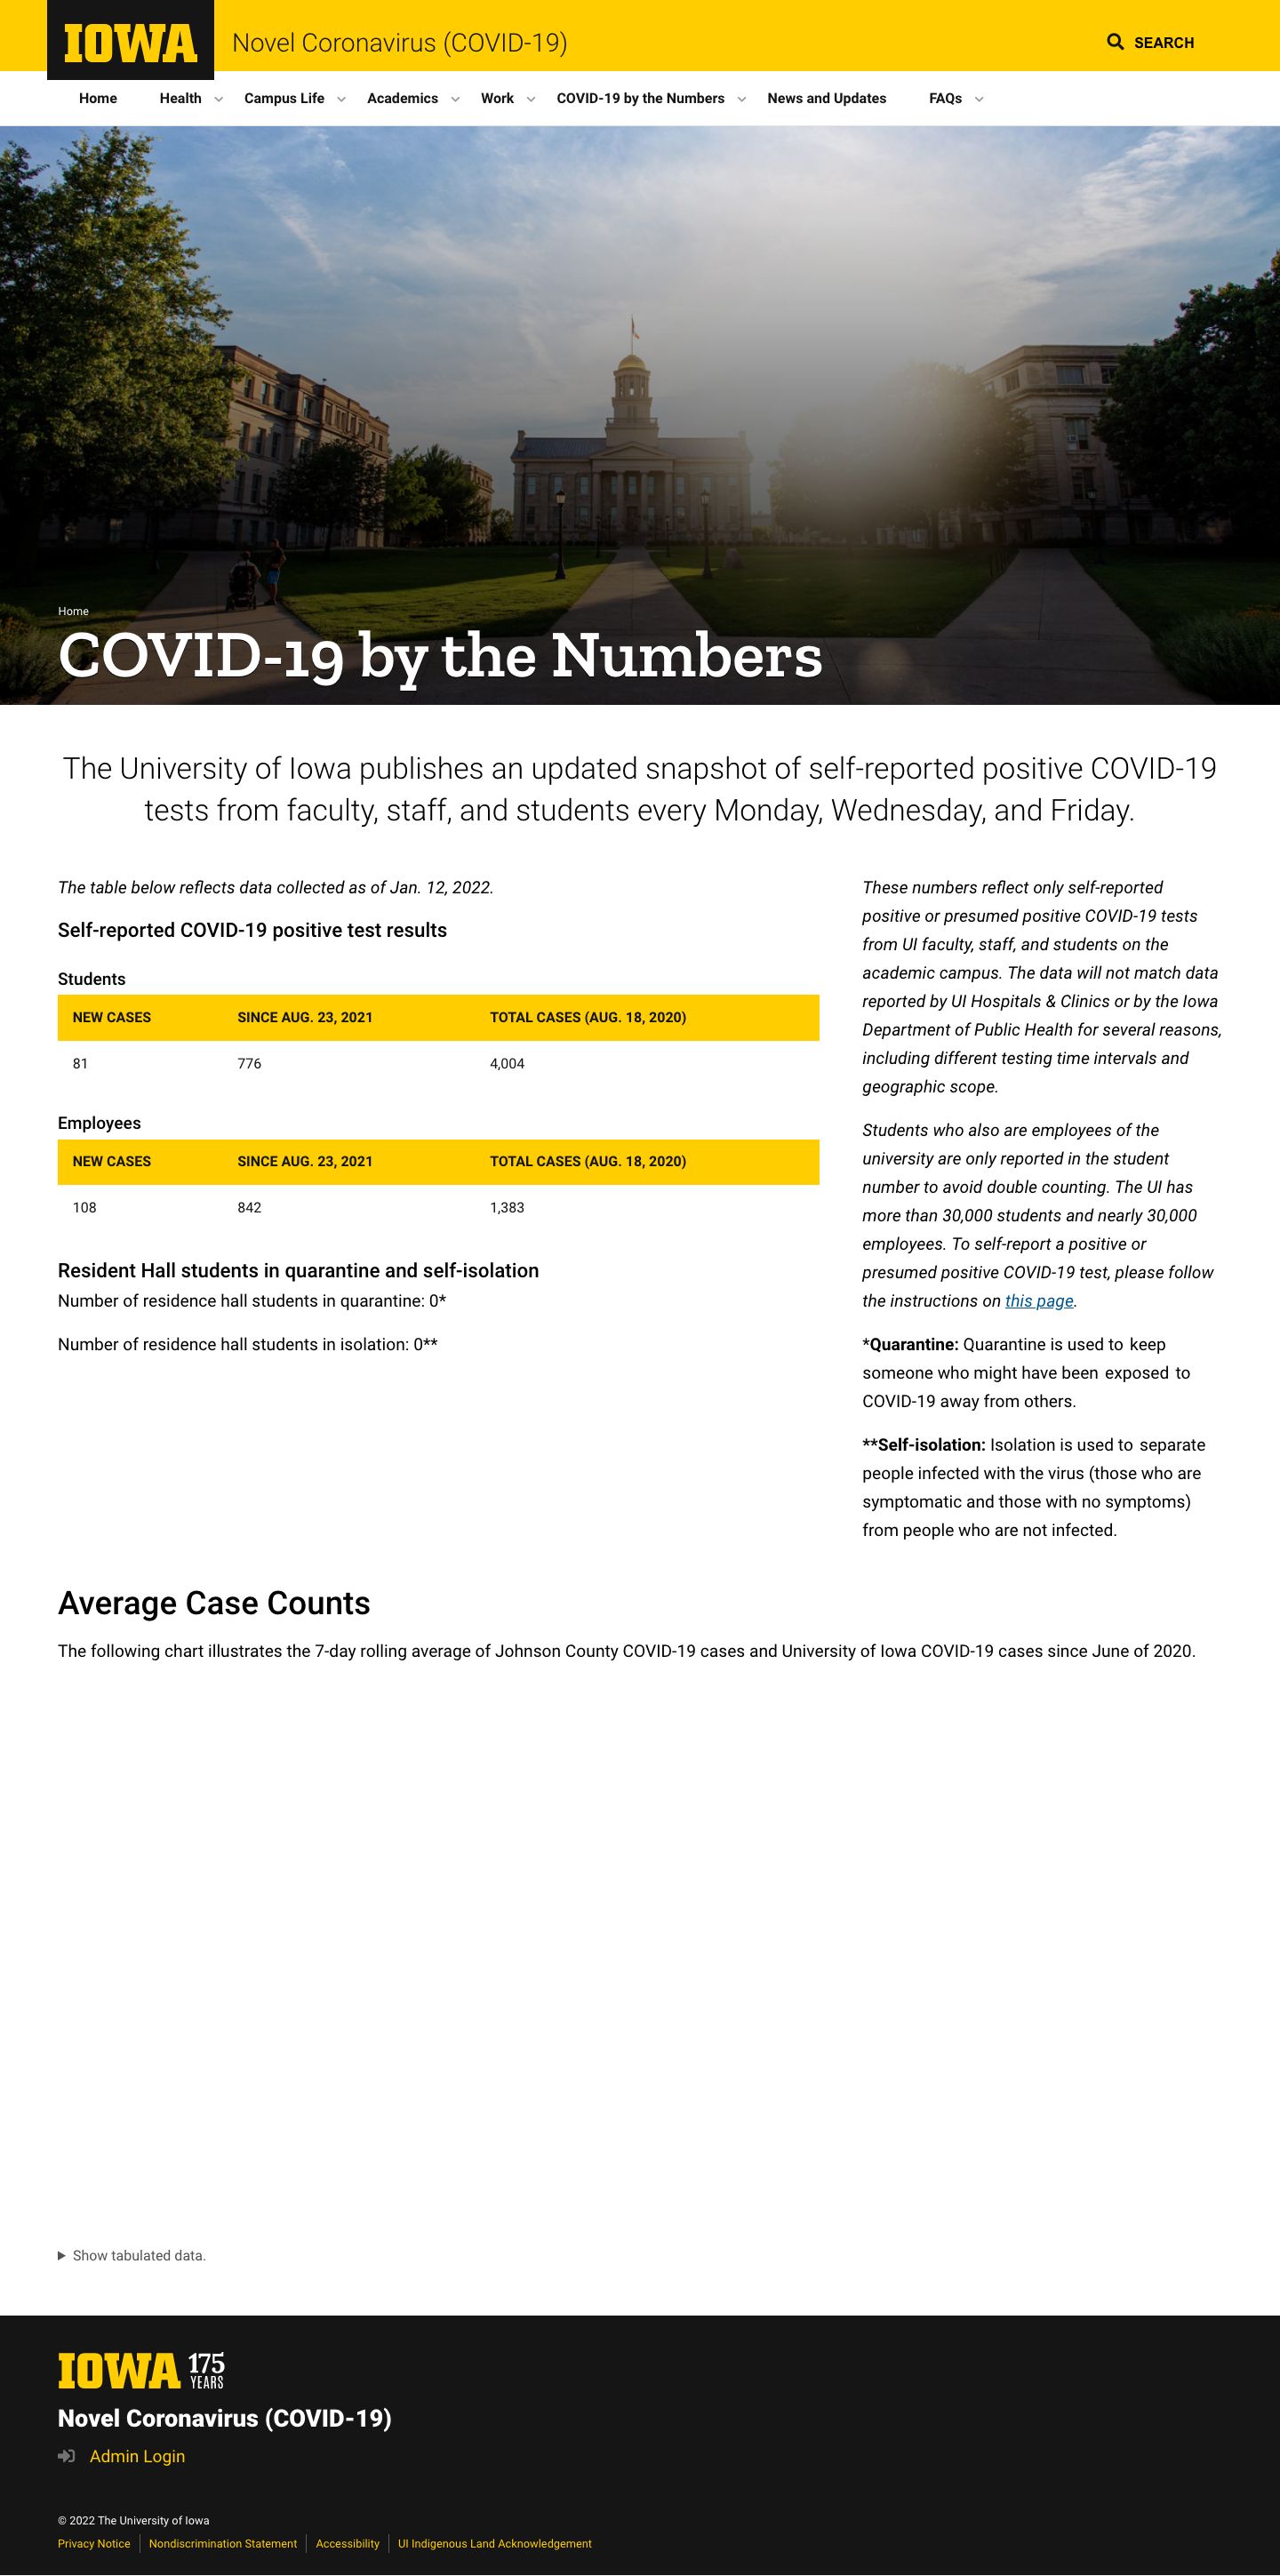 IOWA
Novel Coronavirus (COVID-19)
SEARCH
Home
Health
Campus Life
Academics
Work
COVID-19 by the Numbers
News and Updates
FAQs
Home
COVID-19 by the Numbers
The University of Iowa publishes an updated snapshot of self-reported positive COVID-19
tests from faculty, staff, and students every Monday, Wednesday, and Friday.
The table below reflects data collected as of Jan. 12, 2022.
Self-reported COVID-19 positive test results
Students
NEW CASES SINCE AUG. 23, 2021 TOTAL CASES (AUG. 18, 2020)
81 776 4,004
Employees
NEW CASES SINCE AUG. 23, 2021 TOTAL CASES (AUG. 18, 2020)
108 842 1,383
Resident Hall students in quarantine and self-isolation
Number of residence hall students in quarantine: 0*
Number of residence hall students in isolation: 0**
These numbers reflect only self-reported
positive or presumed positive COVID-19 tests
from UI faculty, staff, and students on the
academic campus. The data will not match data
reported by UI Hospitals & Clinics or by the Iowa
Department of Public Health for several reasons,
including different testing time intervals and
geographic scope.
Students who also are employees of the
university are only reported in the student
number to avoid double counting. The UI has
more than 30,000 students and nearly 30,000
employees. To self-report a positive or
presumed positive COVID-19 test, please follow
the instructions on this page.
*Quarantine: Quarantine is used to keep
someone who might have been exposed to
COVID-19 away from others.
**Self-isolation: Isolation is used to separate
people infected with the virus (those who are
symptomatic and those with no symptoms)
from people who are not infected.
Average Case Counts
The following chart illustrates the 7-day rolling average of Johnson County COVID-19 cases and University of Iowa COVID-19 cases since June of 2020.
Show tabulated data.
IOWA 175 YEARS
Novel Coronavirus (COVID-19)
Admin Login
© 2022 The University of Iowa
Privacy Notice
Nondiscrimination Statement
Accessibility
UI Indigenous Land Acknowledgement